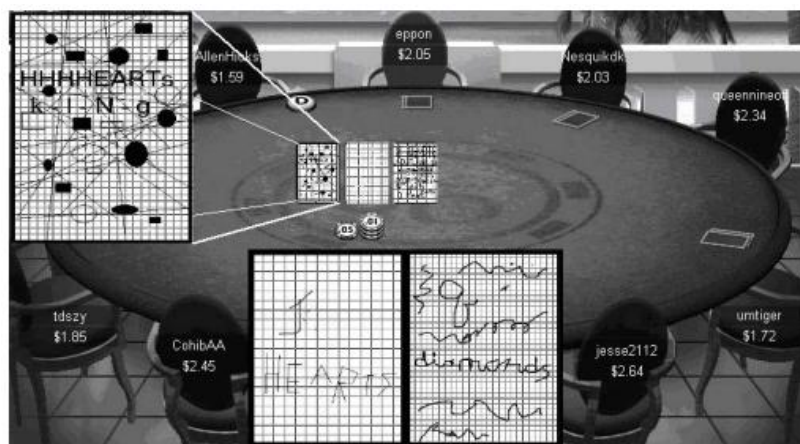 HHHHEARTs
k - I - N - g
AllenHicks
$1.59
eppon
$2.05
Nesquikdk
$2.03
$2.34
D
.05
.01
tdszy
$1.85
CohibAA
$2.45
J
HEARTS
9
diamonds
jesse2112
$2.64
umtiger
$1.72